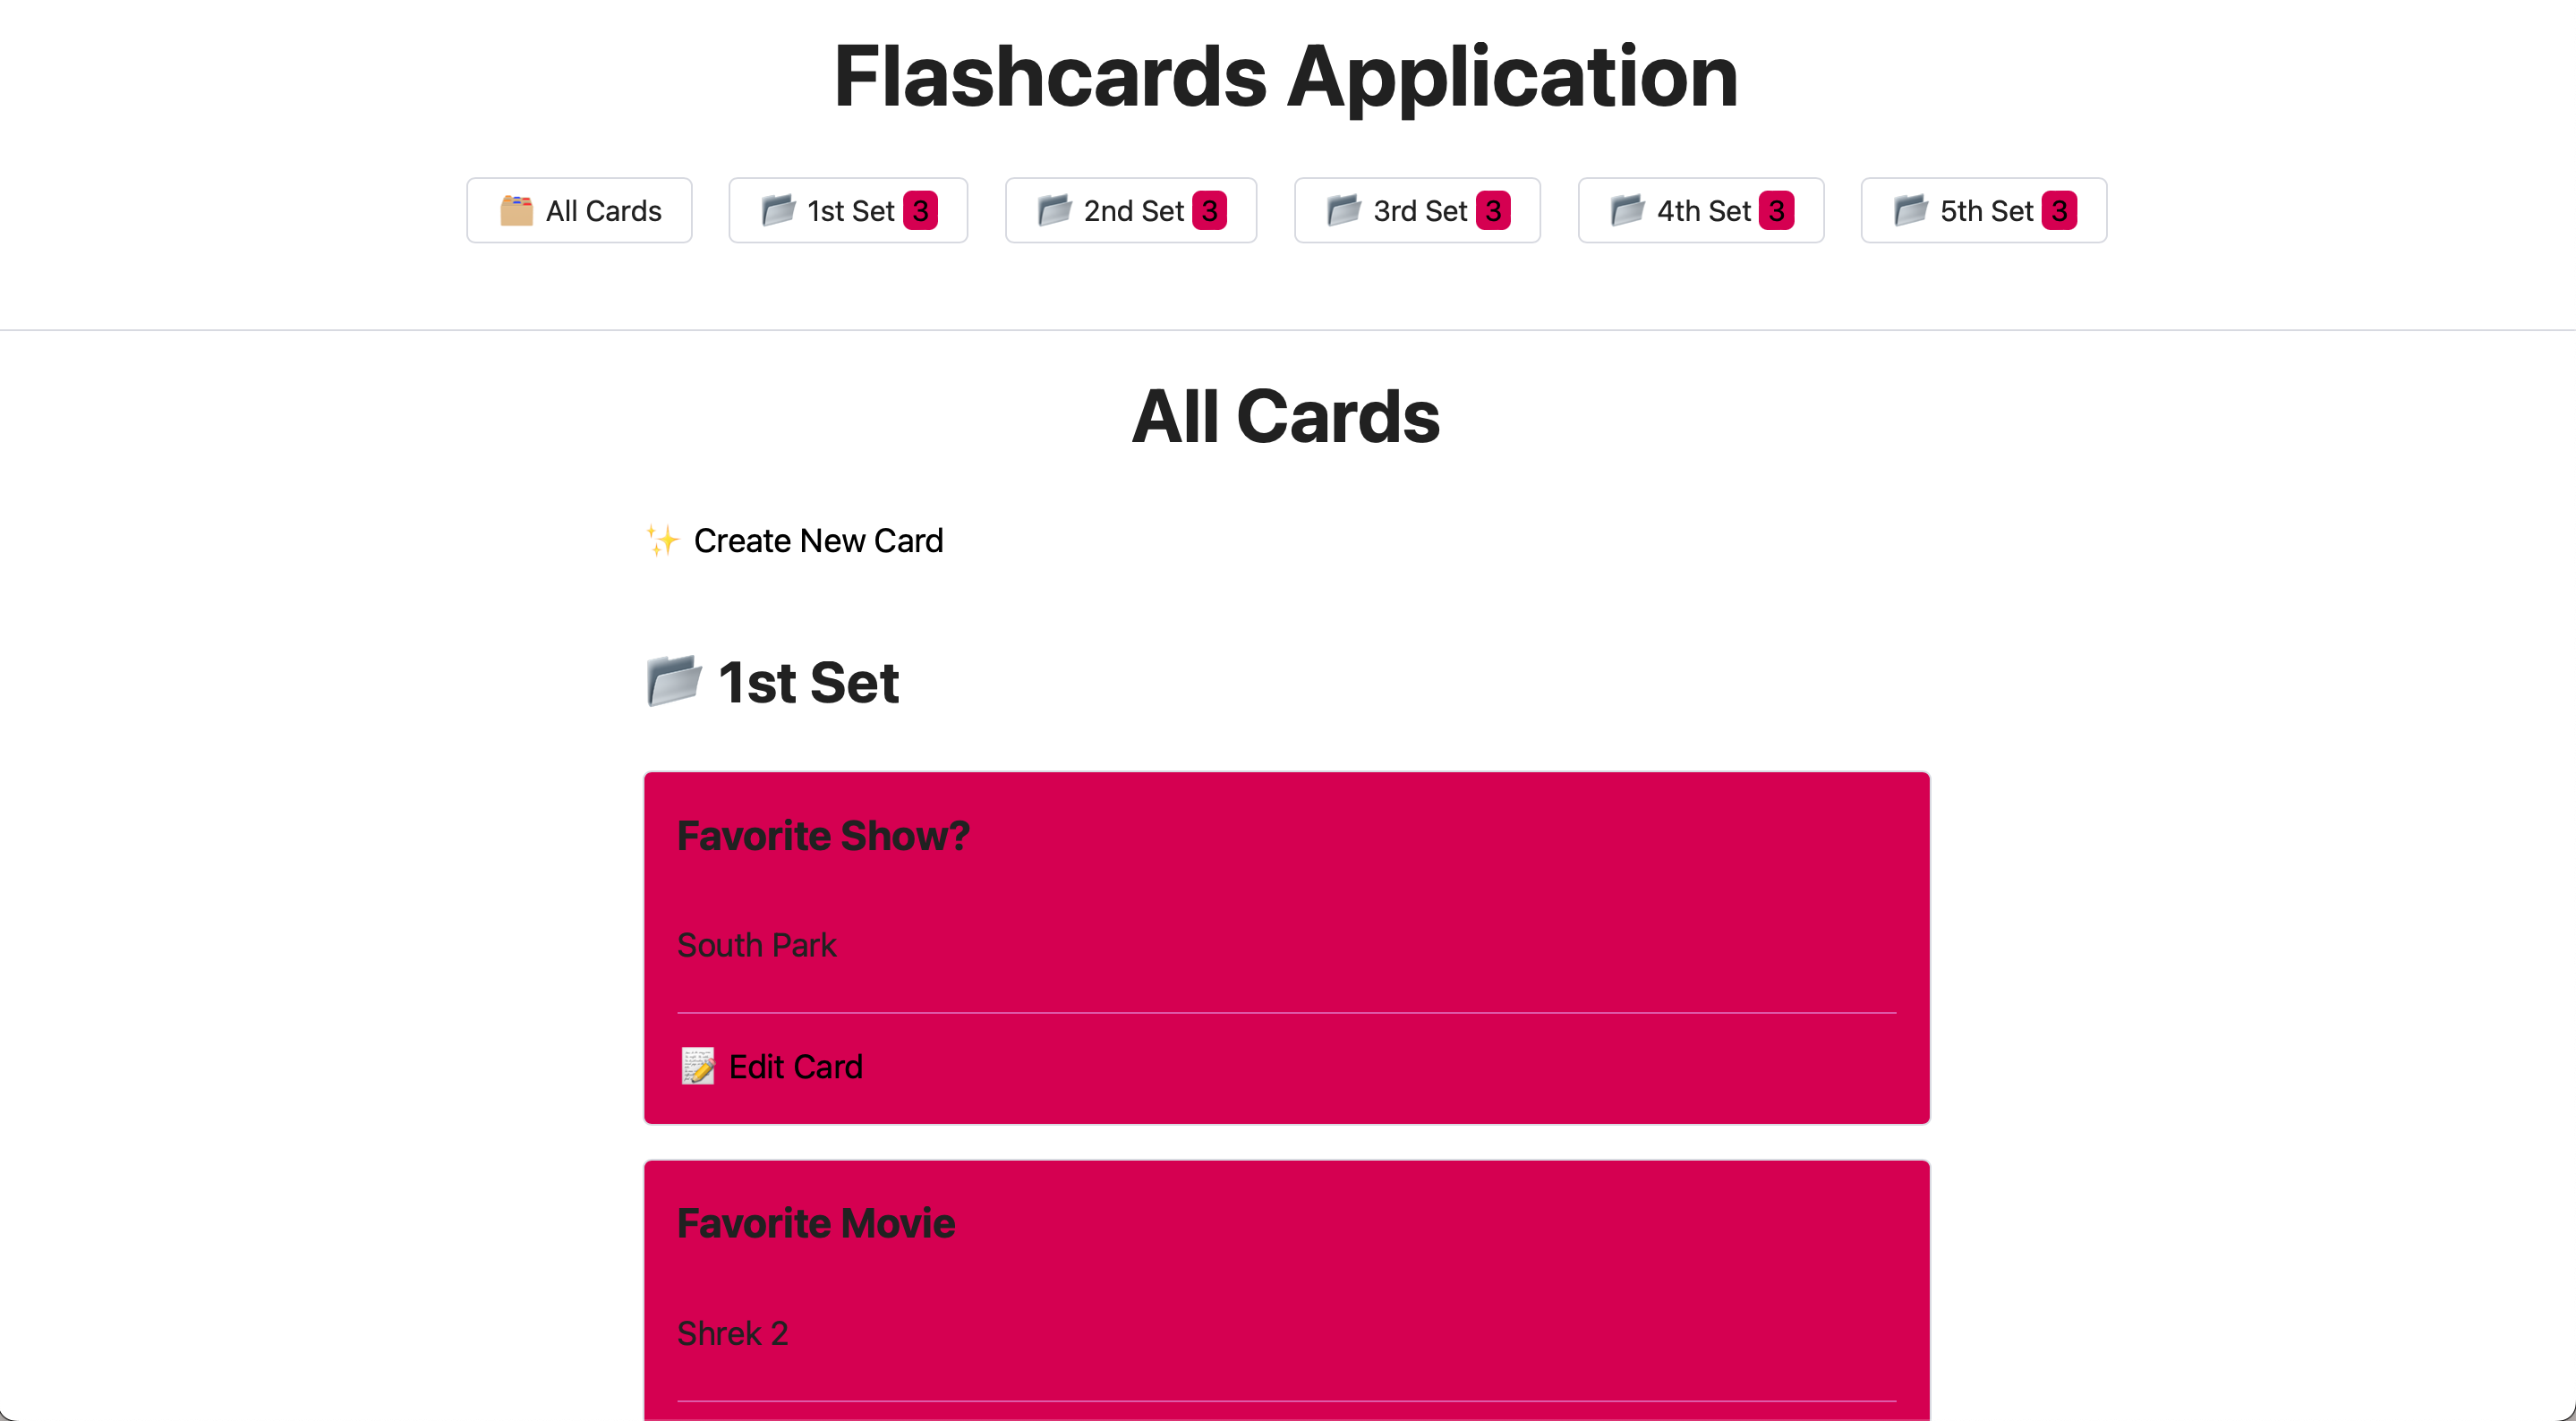 Flashcards Application
All Cards 1st Set 3 2nd Set 3 3rd Set 3 4th Set 3 5th Set 3
All Cards
Create New Card
1st Set
Favorite Show?
South Park
Edit Card
Favorite Movie
Shrek 2